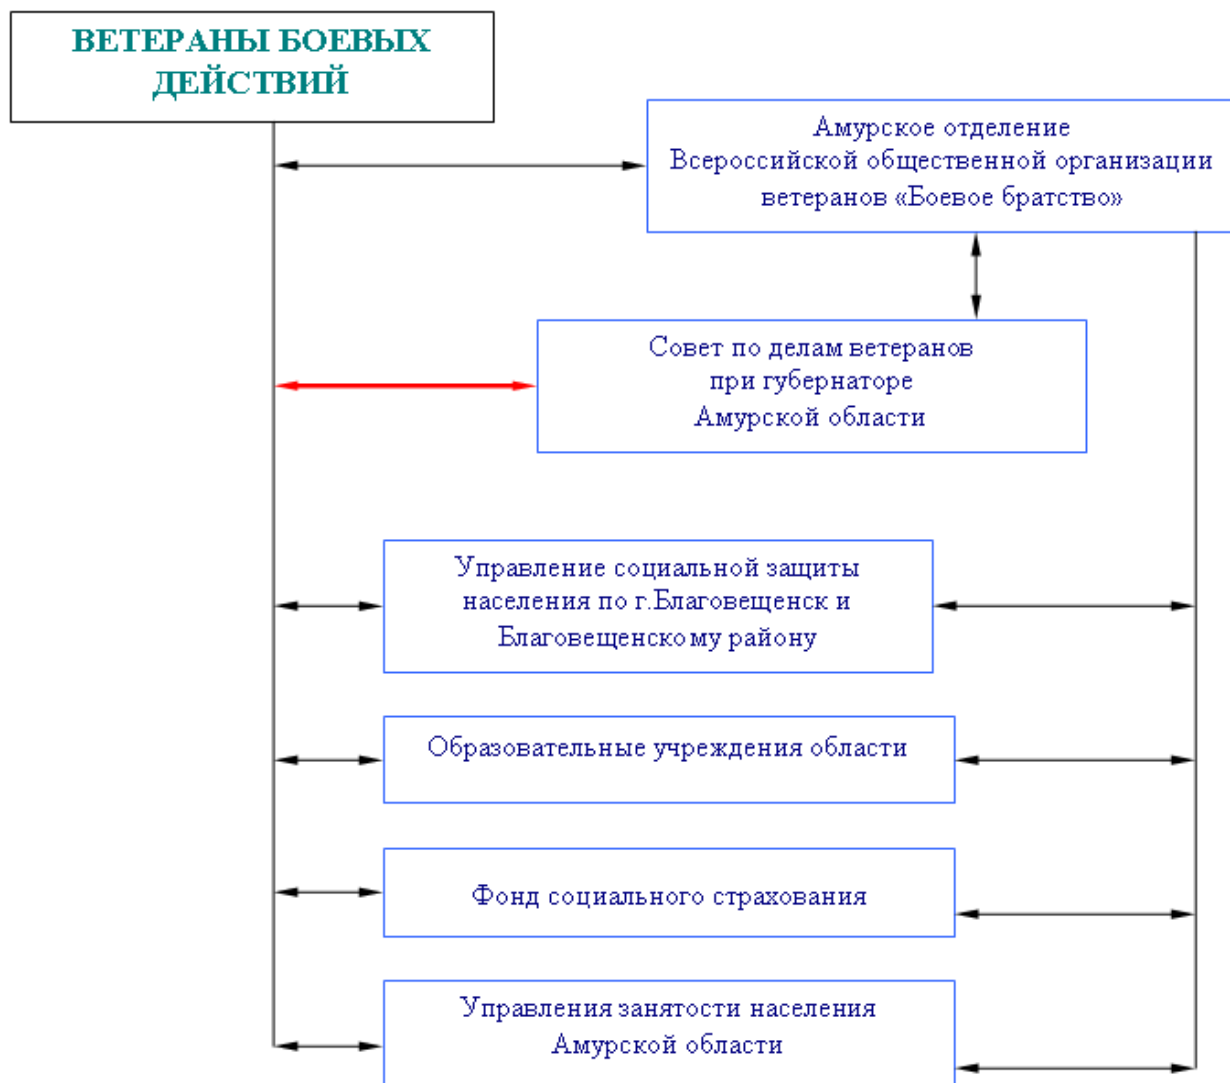 ВЕТЕРАНЫ БОЕВЫХ
ДЕЙСТВИЙ
Амурское отделение
Всероссийской общественной организации
ветеранов «Боевое братство»
Совет по делам ветеранов
при губернаторе
Амурской области
Управление социальной защиты
населения по г.Благовещенск и
Благовещенскому району
Образовательные учреждения области
Фонд социального страхования
Управления занятости населения
Амурской области